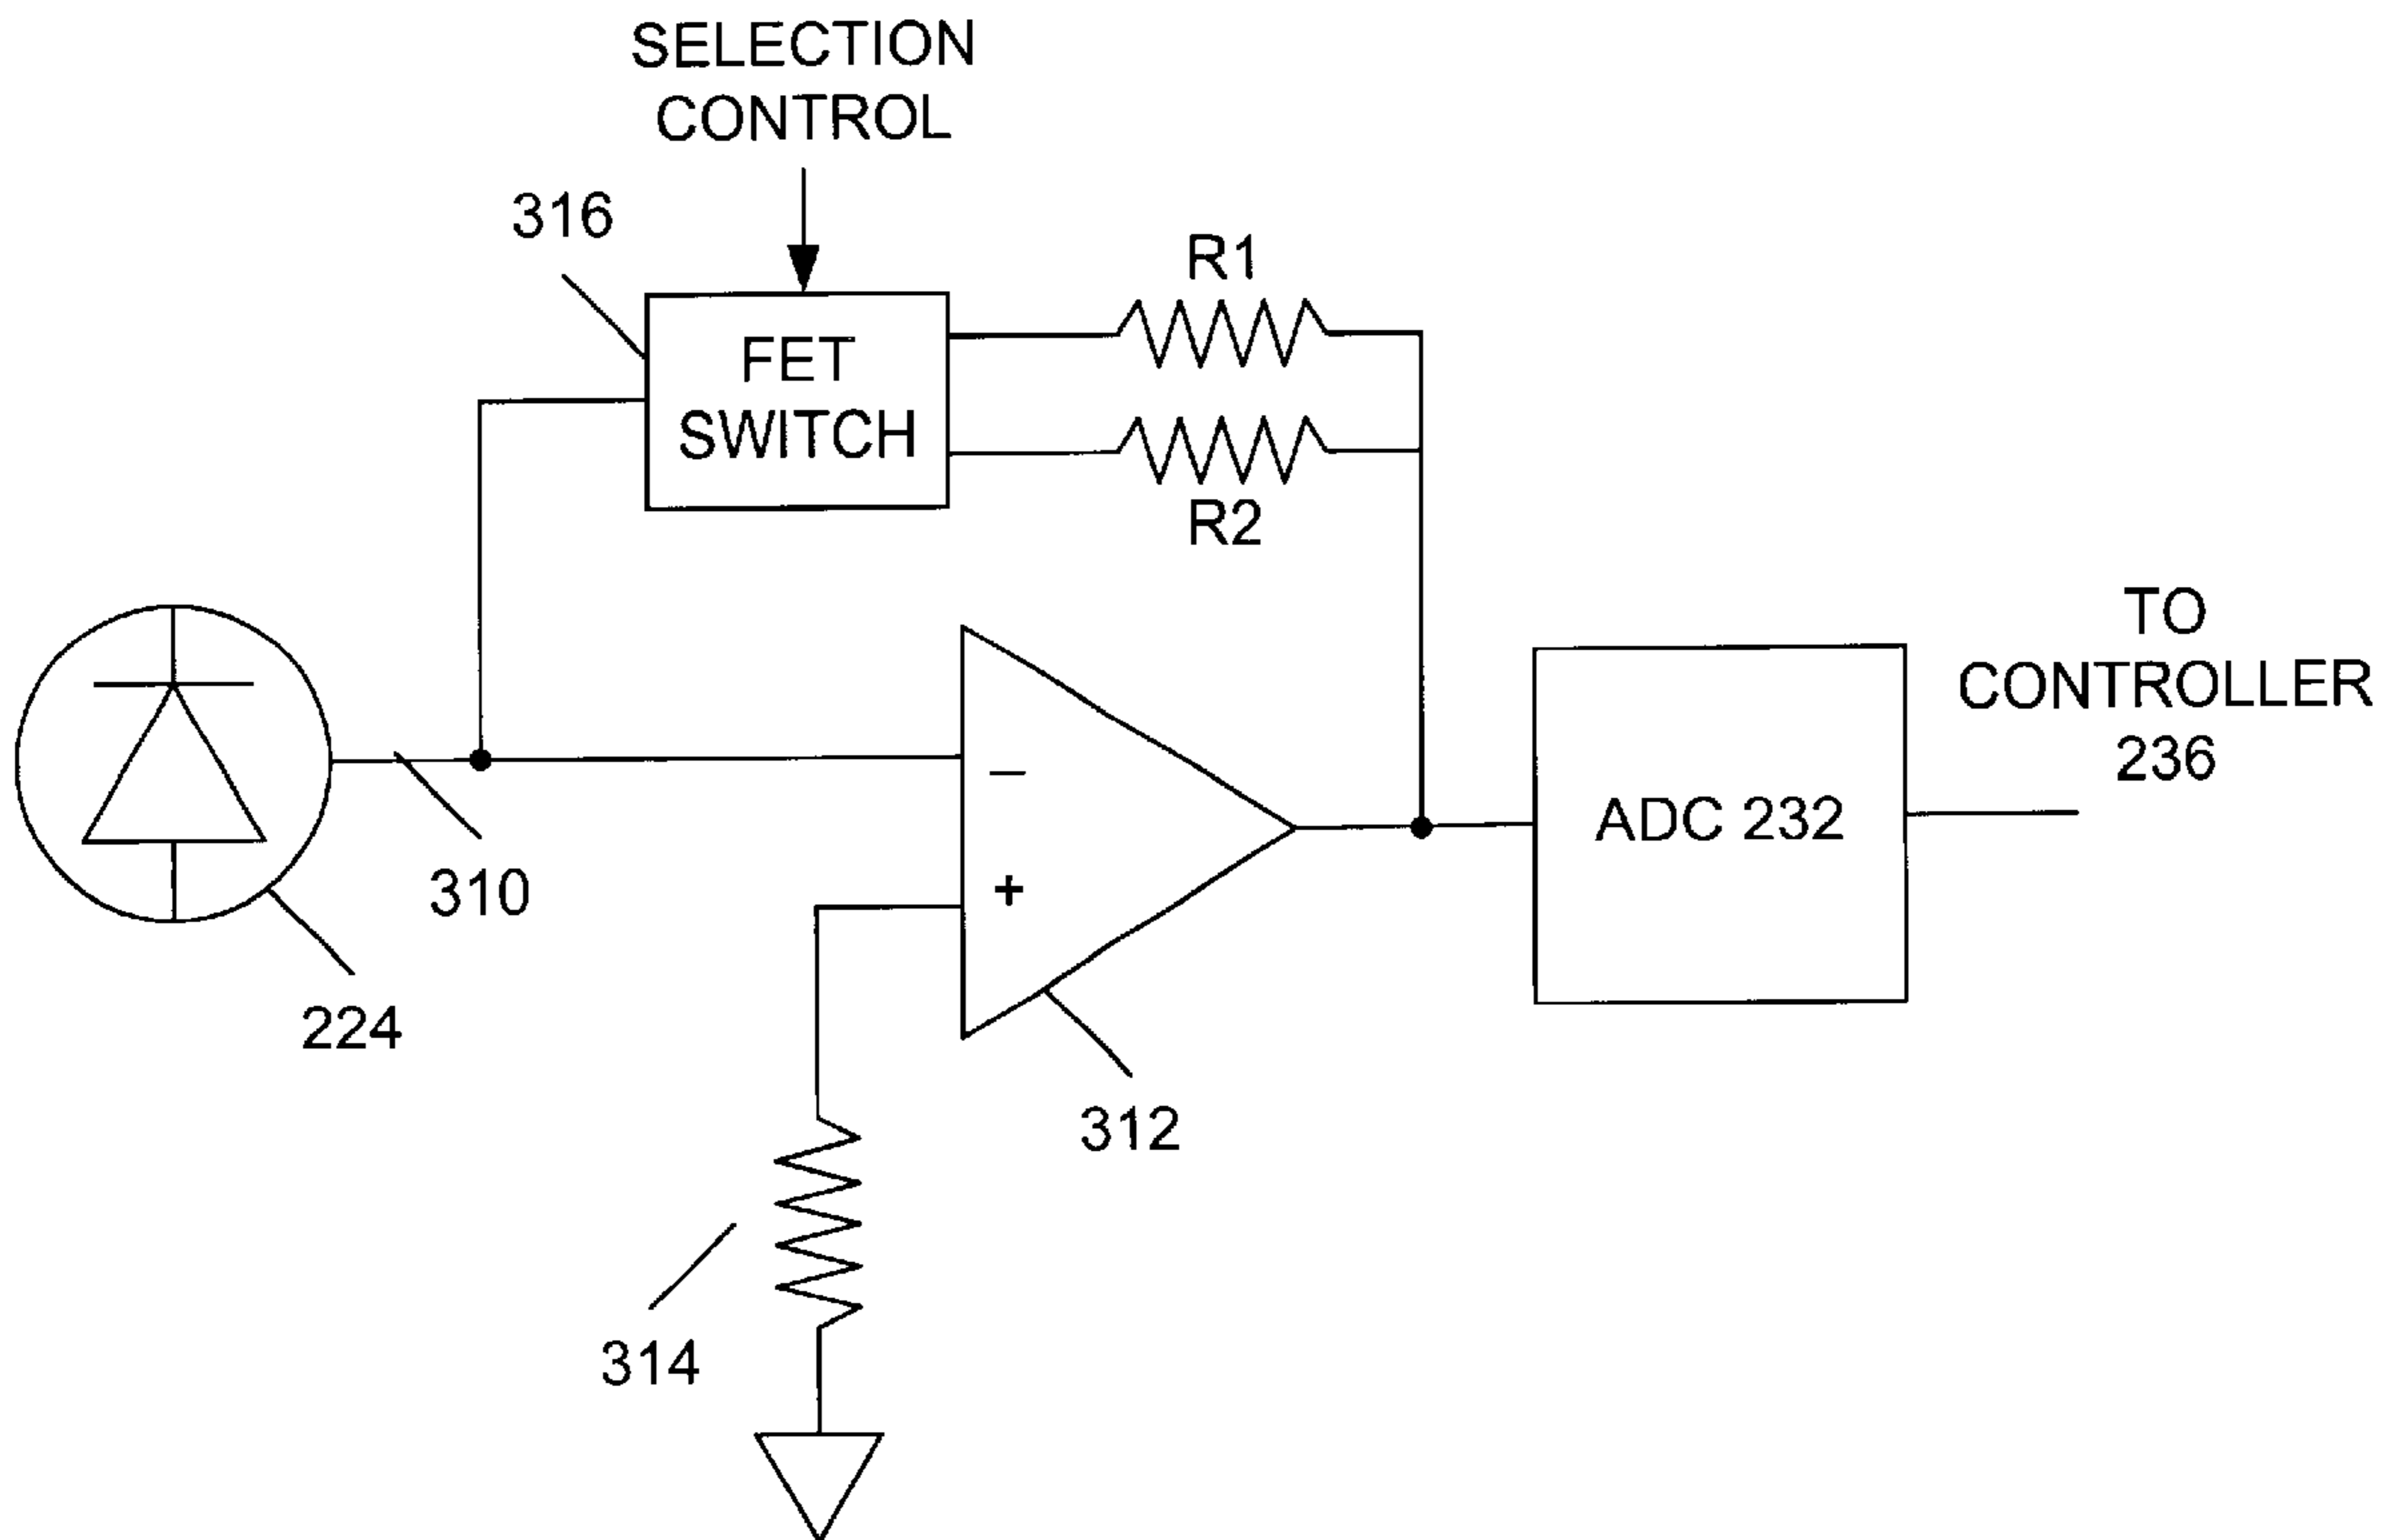 SELECTION
CONTROL
316
R1
FET
SWITCH
R2
TO
CONTROLLER
236
–
ADC 232
310
+
224
312
314